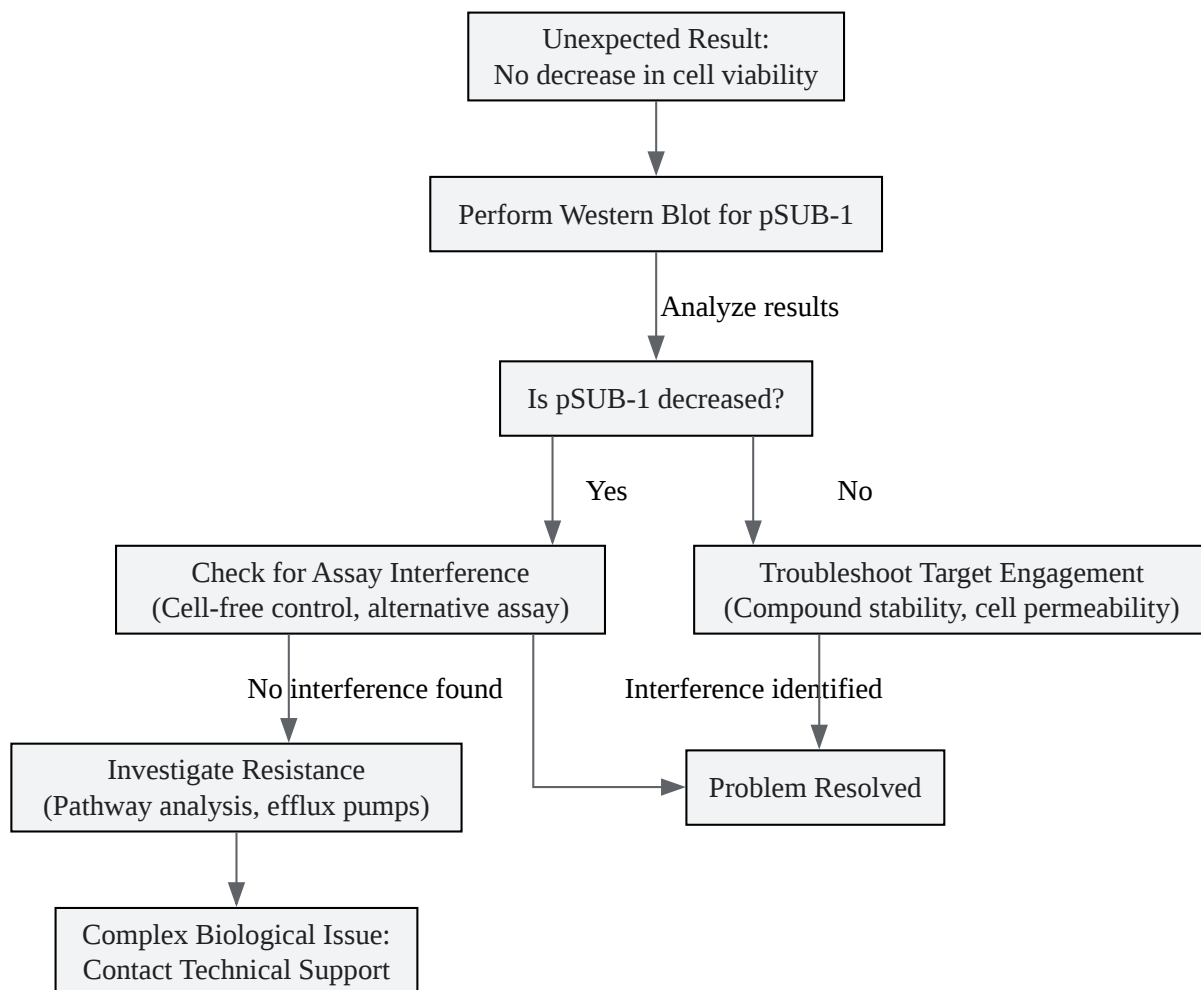 Unexpected Result:
No decrease in cell viability
Perform Western Blot for pSUB-1
Analyze results
Is pSUB-1 decreased?
Yes
No
Check for Assay Interference
(Cell-free control, alternative assay)
Troubleshoot Target Engagement
(Compound stability, cell permeability)
No interference found
Interference identified
Investigate Resistance
(Pathway analysis, efflux pumps)
Problem Resolved
Complex Biological Issue:
Contact Technical Support